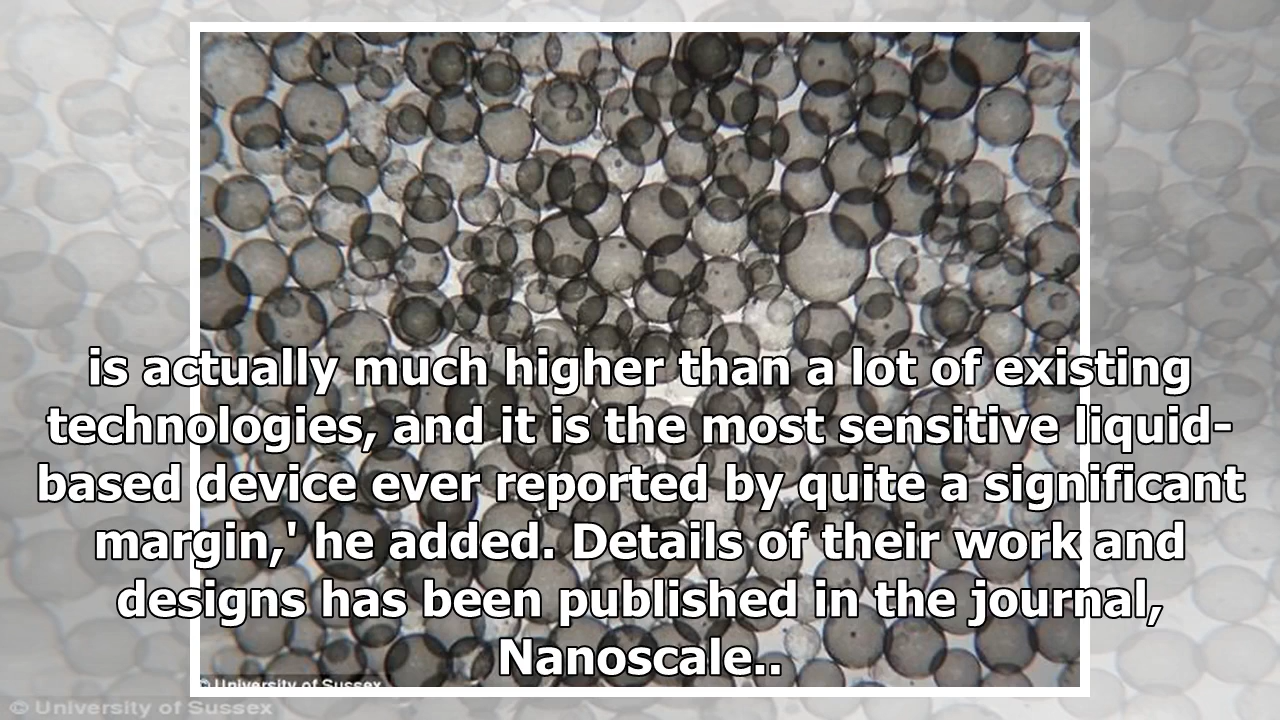 is actually much higher than a lot of existing
technologies, and it is the most sensitive liquid-
based device ever reported by quite a significant
margin,' he added. Details of their work and
designs has been published in the journal,
Nanoscale..
© University of Sussex
© University of Sussex